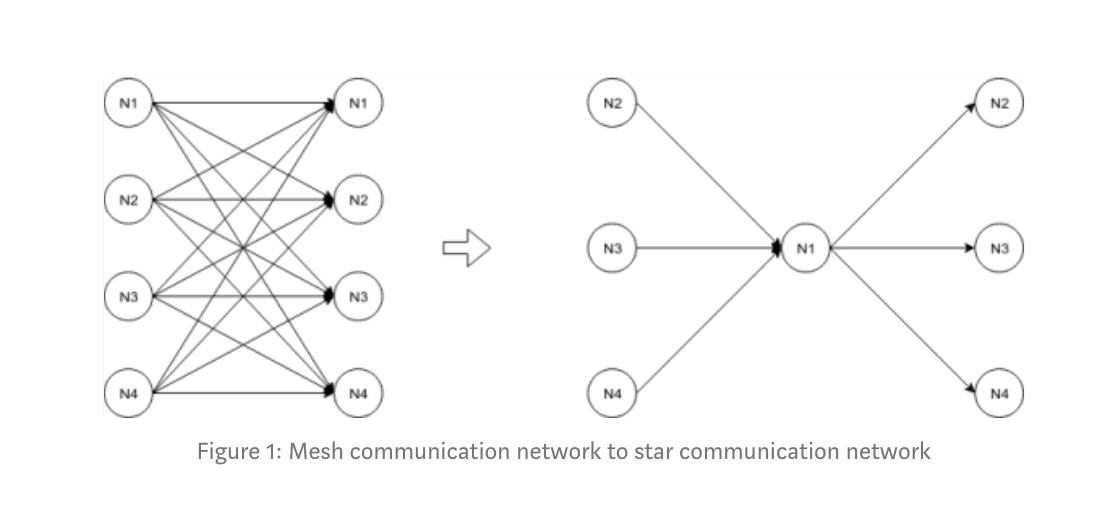 N1 N1 N2 N2
N2 N2
N3 N1 N3
N3 N3
N4 N4 N4 N4
Figure 1: Mesh communication network to star communication network